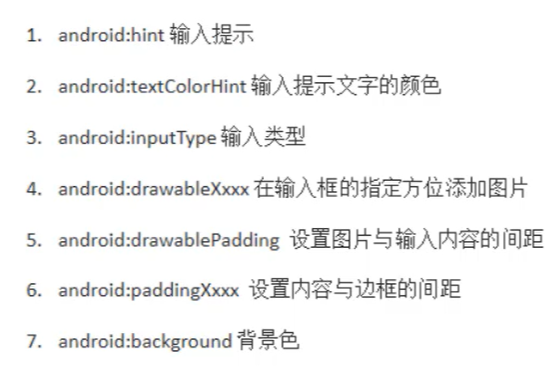 1. android:hint 输入提示
2. android:textColorHint 输入提示文字的颜色
3. android:inputType 输入类型
4. android:drawableXxxx 在输入框的指定方位添加图片
5. android:drawablePadding 设置图片与输入内容的间距
6. android:paddingXxxx 设置内容与边框的间距
7. android:background 背景色